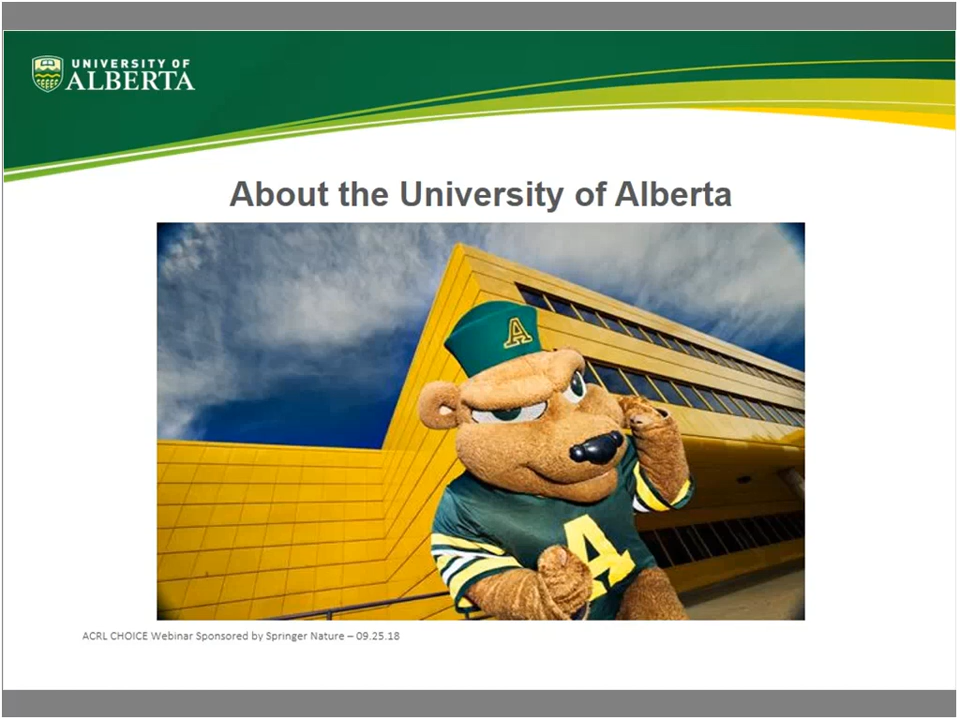 UNIVERSITY OF
ALBERTA
About the University of Alberta
A
A
ACRL CHOICE Webinar Sponsored by Springer Nature – 09.25.18